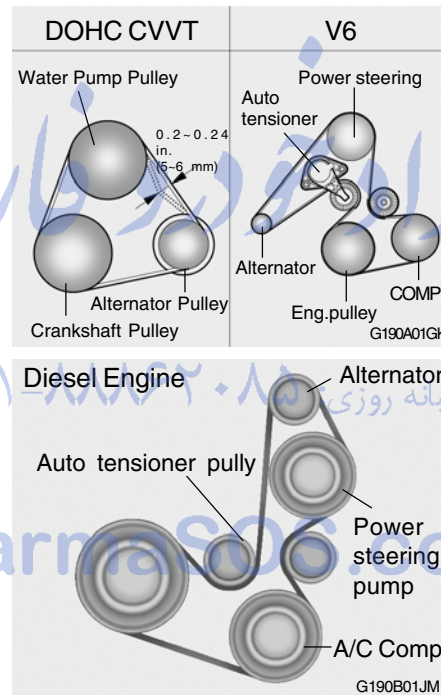 DOHC CVVT
V6
Water Pump Pulley
0.2~0.24
in.
(5~6 mm)
Alternator Pulley
Crankshaft Pulley
Power steering
Auto
tensioner
Alternator
COMP
Eng.pulley
G190A01GK
Diesel Engine
Alternator
Auto tensioner pully
Power
steering
pump
A/C Comp
G190B01JM